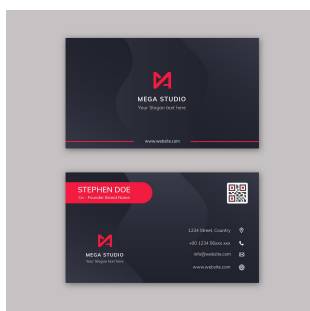 MEGA STUDIO
Your Slogan text here
www.website.com
STEPHEN DOE
Co - Founder Brand Name
1234 Street, Country
+00 1234 56xxx xxx
info@website.com
www.website.com
MEGA STUDIO
Your Slogan text here